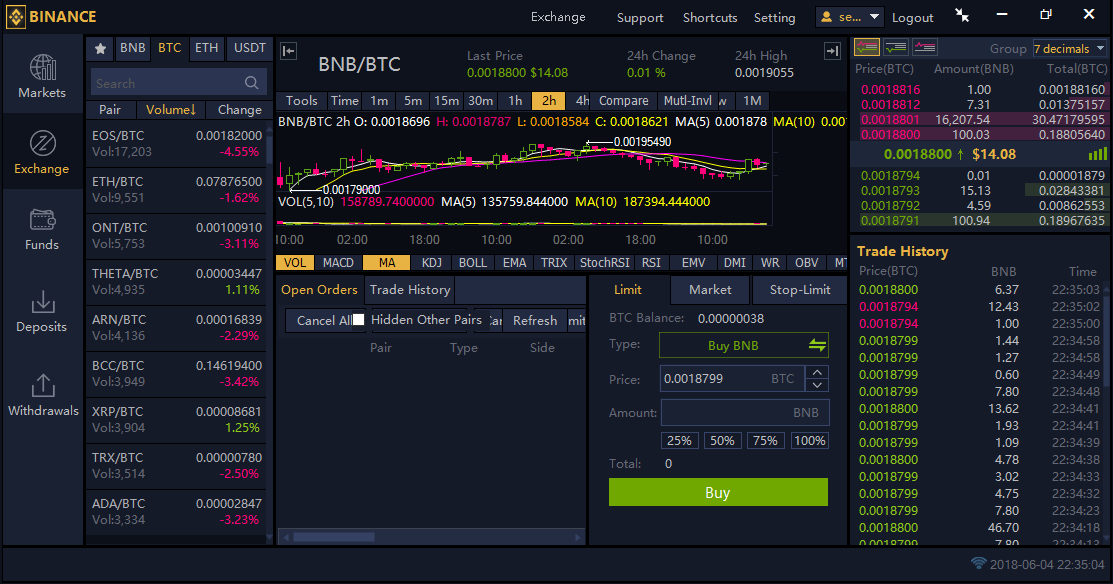 BINANCE
Exchange Support Shortcuts Setting se... Logout
Markets
Exchange
Funds
Deposits
Withdrawals
BNB BTC ETH USDT
Search
Pair Volume↓ Change
EOS/BTC 0.00182000
Vol:17,203 -4.55%
ETH/BTC 0.07876500
Vol:9,551 -1.62%
ONT/BTC 0.00100910
Vol:5,753 -3.11%
THETA/BTC 0.00003447
Vol:4,935 1.11%
ARN/BTC 0.00016839
Vol:4,136 -2.29%
BCC/BTC 0.14619400
Vol:3,949 -3.42%
XRP/BTC 0.00008681
Vol:3,904 1.25%
TRX/BTC 0.00000780
Vol:3,514 -2.50%
ADA/BTC 0.00002847
Vol:3,334 -3.23%
BNB/BTC
Last Price 24h Change 24h High
0.0018800 $14.08 0.01 % 0.0019055
Tools Time 1m 5m 15m 30m 1h 2h 4h Compare Mutl-Invl w 1M
BNB/BTC 2h O: 0.0018696 H: 0.0018787 L: 0.0018584 C: 0.0018621 MA(5) 0.001878 MA(10) 0.00
0.00195490
0.00179000
VOL(5,10) 158789.7400000 MA(5) 135759.844000 MA(10) 187394.444000
10:00 02:00 18:00 10:00 02:00 18:00 10:00
VOL MACD MA KDJ BOLL EMA TRIX StochRSI RSI EMV DMI WR OBV MT
Open Orders Trade History
Cancel All Hidden Other Pairs Refresh
Pair Type Side
Limit Market Stop-Limit
BTC Balance: 0.00000038
Type: Buy BNB
Price: 0.0018799 BTC
Amount: BNB
25% 50% 75% 100%
Total: 0
Buy
Group 7 decimals
Price(BTC) Amount(BNB) Total(BTC)
0.0018816 1.00 0.00188160
0.0018812 7.31 0.01375157
0.0018801 16,207.54 30.47179595
0.0018800 100.03 0.18805640
0.0018800 ↑ $14.08
0.0018794 0.01 0.00001879
0.0018793 15.13 0.02843381
0.0018792 4.59 0.00862553
0.0018791 100.94 0.18967635
Trade History
Price(BTC) BNB Time
0.0018800 6.37 22:35:03
0.0018794 12.43 22:35:02
0.0018794 1.00 22:35:00
0.0018799 1.44 22:34:58
0.0018799 1.27 22:34:58
0.0018799 0.60 22:34:49
0.0018799 7.80 22:34:48
0.0018800 13.62 22:34:41
0.0018799 1.93 22:34:41
0.0018799 1.09 22:34:39
0.0018800 4.78 22:34:38
0.0018799 3.02 22:34:33
0.0018799 4.75 22:34:32
0.0018799 7.80 22:34:23
0.0018800 46.70 22:34:18
0.0018799 7.80 22:34:13
2018-06-04 22:35:04